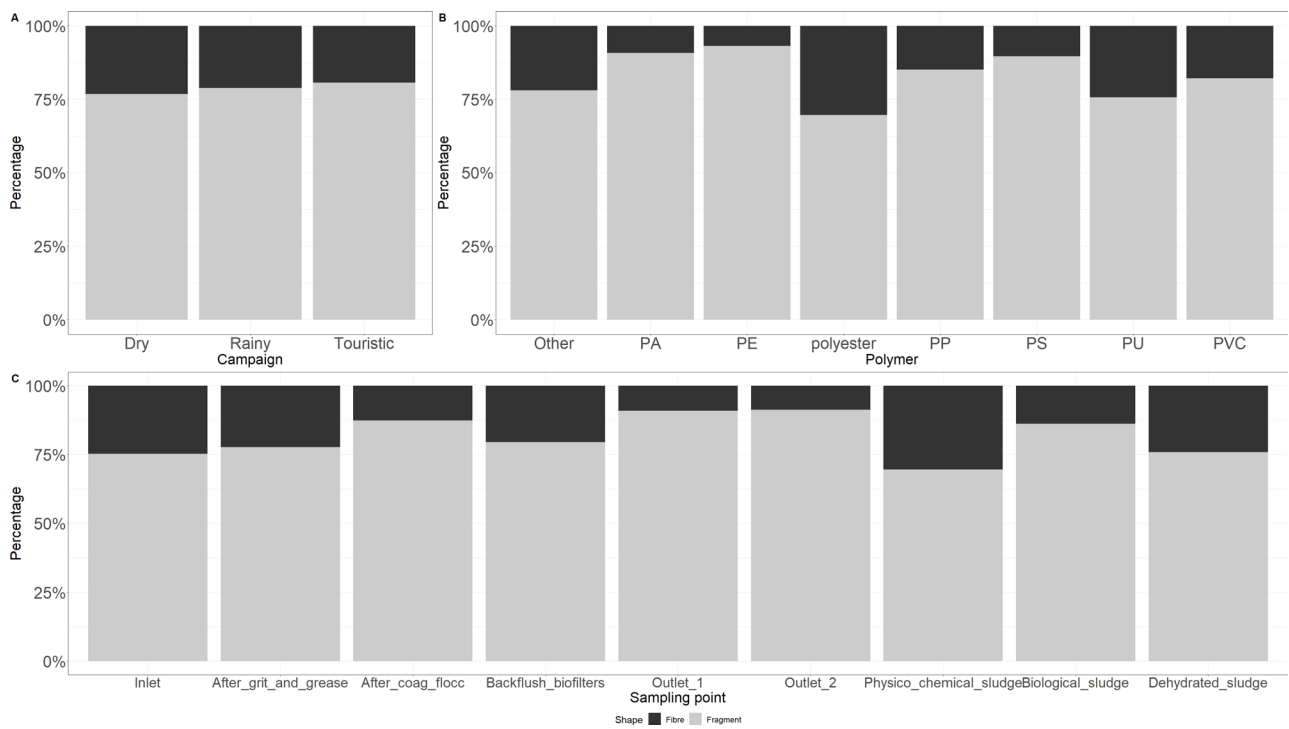 A
100%
75%
50%
25%
0%
Percentage
Dry Rainy Touristic
Campaign
B
100%
75%
50%
25%
0%
Percentage
Other PA PE polyester PP PS PU PVC
Polymer
C
100%
75%
50%
25%
0%
Percentage
Inlet After_grit_and_grease After_coag_flocc Backflush_biofilters Outlet_1 Outlet_2 Physico_chemical_sludge Biological_sludge Dehydrated_sludge
Sampling point
Shape Fibre Fragment